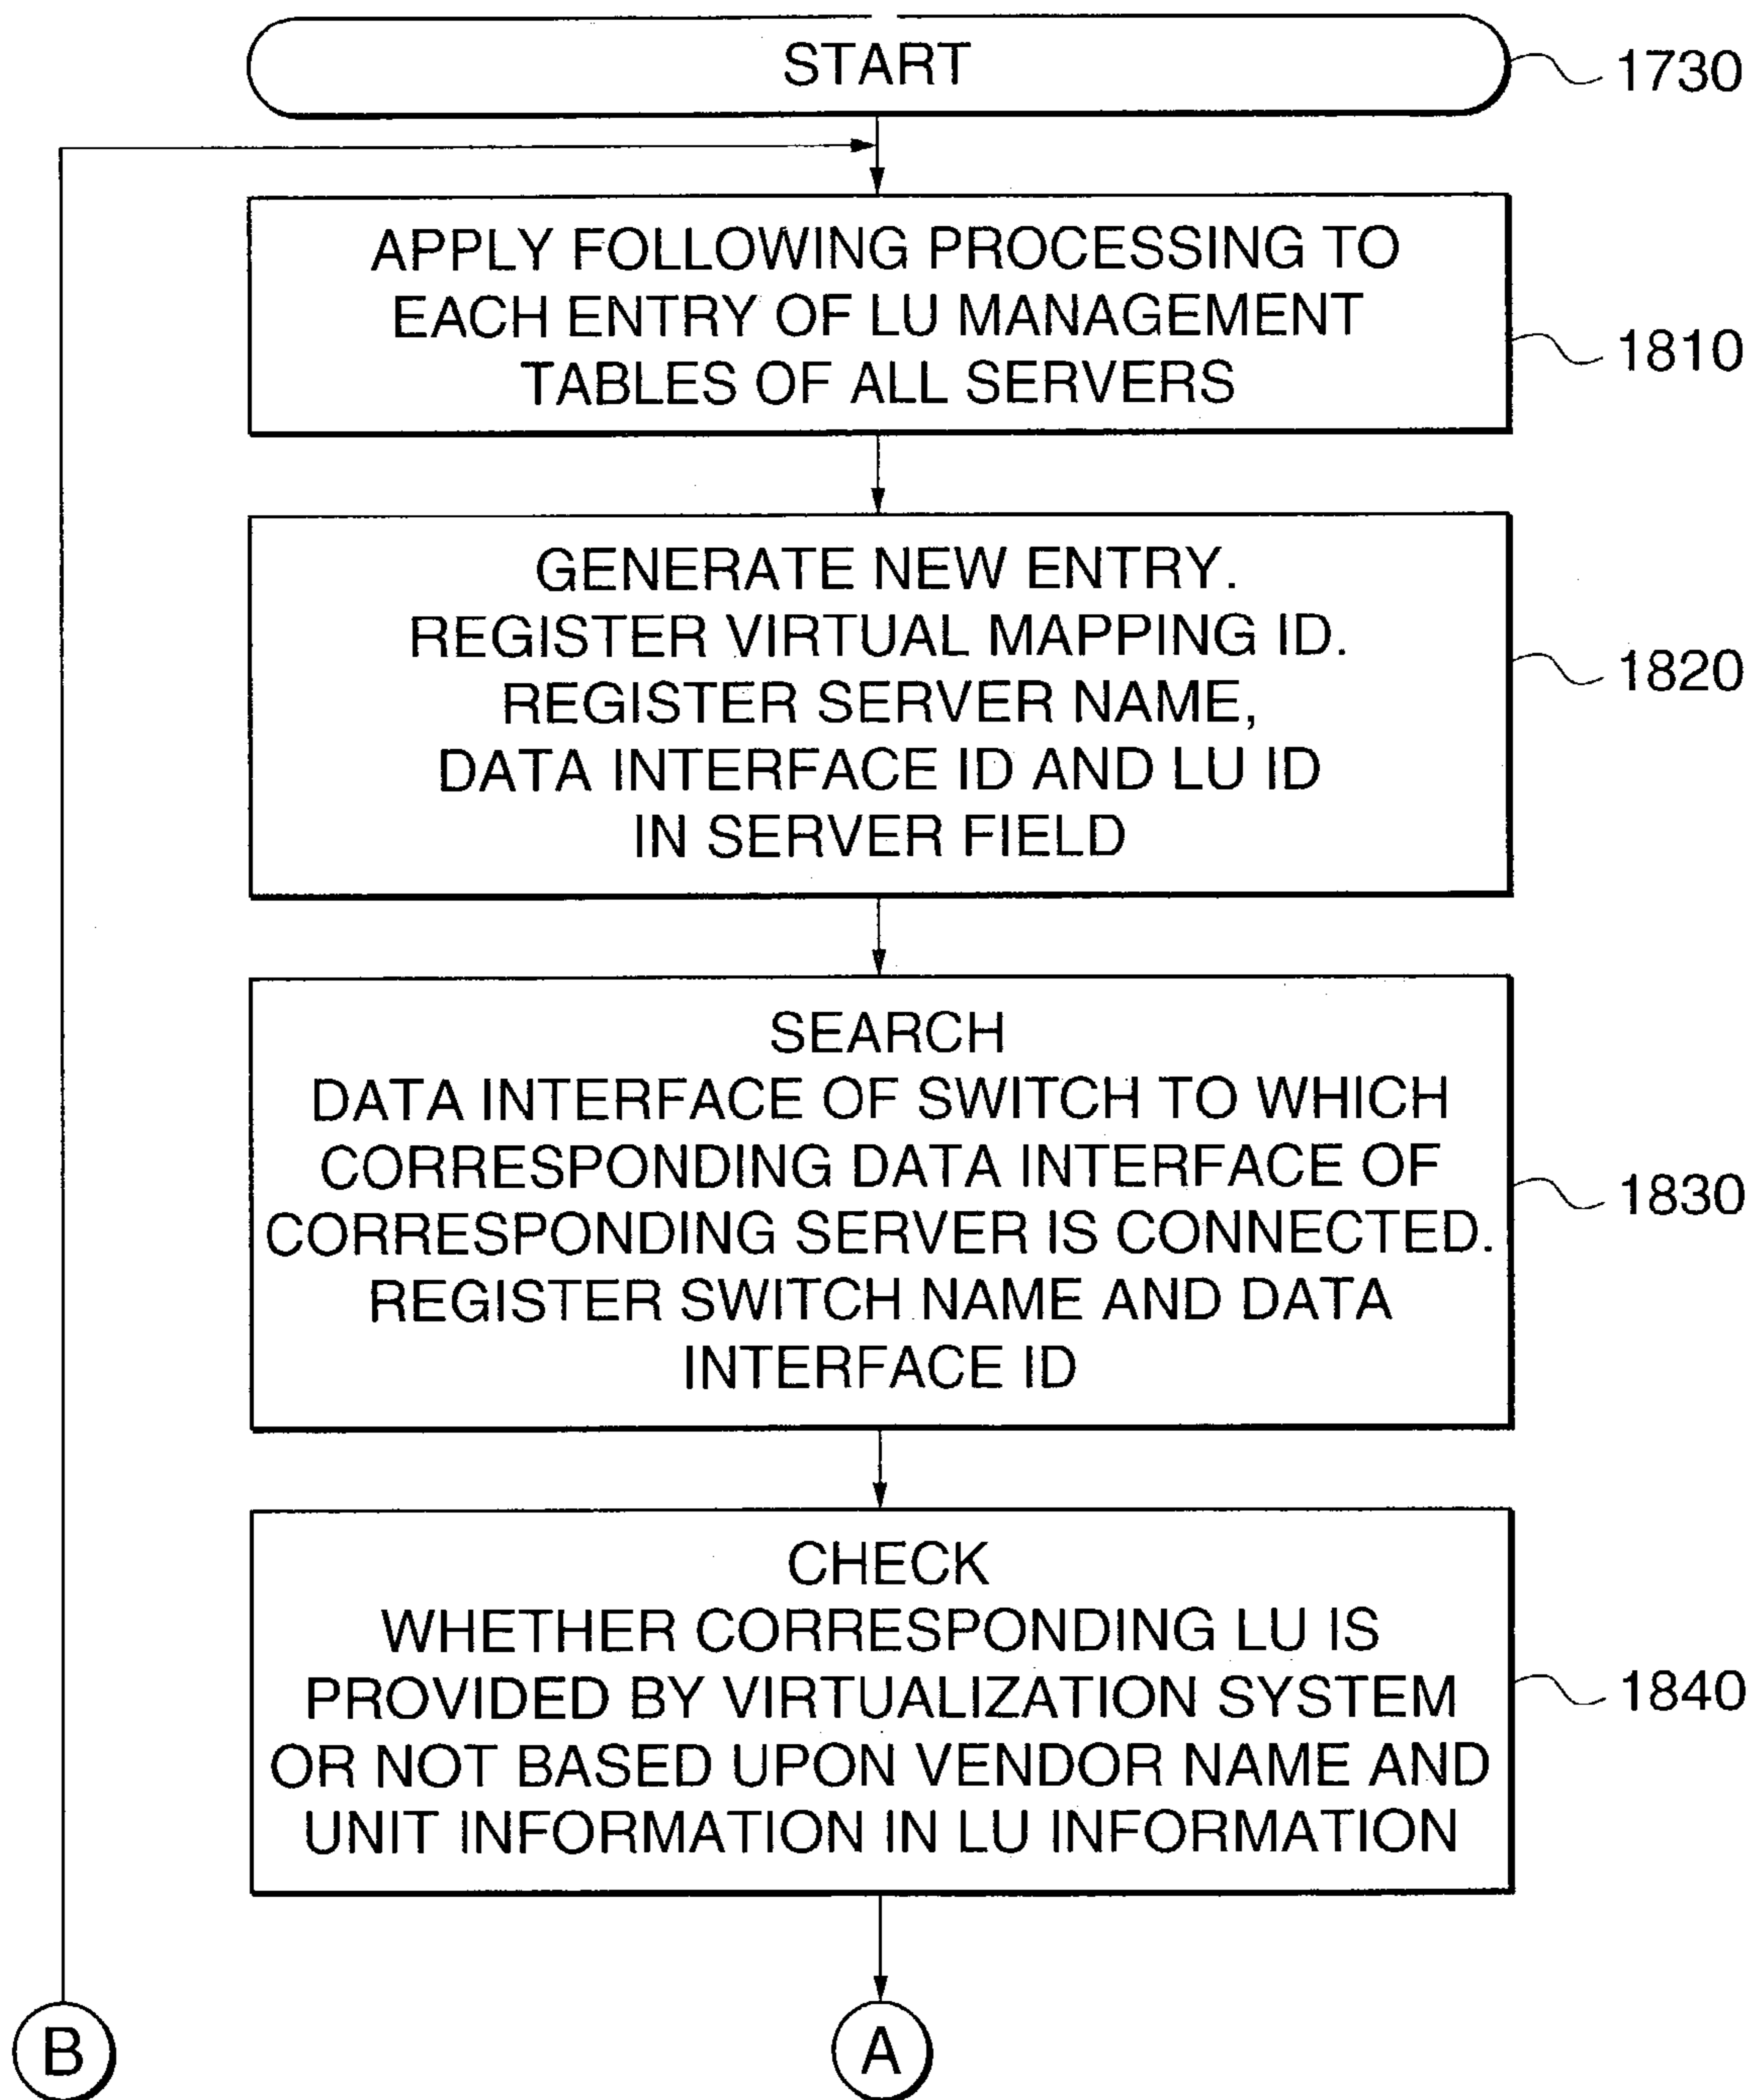 START
1730
APPLY FOLLOWING PROCESSING TO
EACH ENTRY OF LU MANAGEMENT
TABLES OF ALL SERVERS
1810
GENERATE NEW ENTRY.
REGISTER VIRTUAL MAPPING ID.
REGISTER SERVER NAME,
DATA INTERFACE ID AND LU ID
IN SERVER FIELD
1820
SEARCH
DATA INTERFACE OF SWITCH TO WHICH
CORRESPONDING DATA INTERFACE OF
CORRESPONDING SERVER IS CONNECTED.
REGISTER SWITCH NAME AND DATA
INTERFACE ID
1830
CHECK
WHETHER CORRESPONDING LU IS
PROVIDED BY VIRTUALIZATION SYSTEM
OR NOT BASED UPON VENDOR NAME AND
UNIT INFORMATION IN LU INFORMATION
1840
B
A